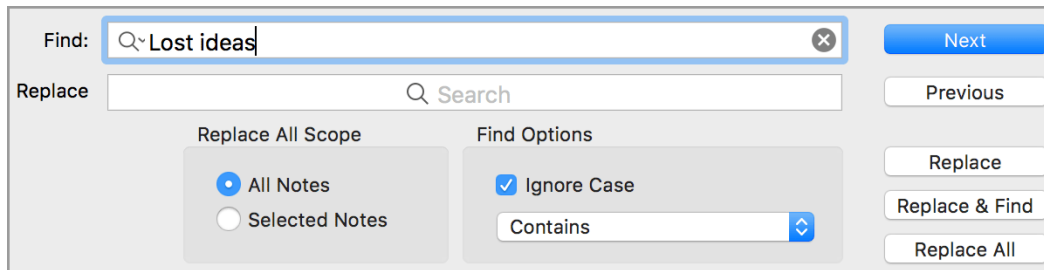 Find: Lost ideas Next
Replace Search Previous
Replace All Scope Find Options
All Notes Ignore Case Replace
Selected Notes Contains Replace & Find
Replace All